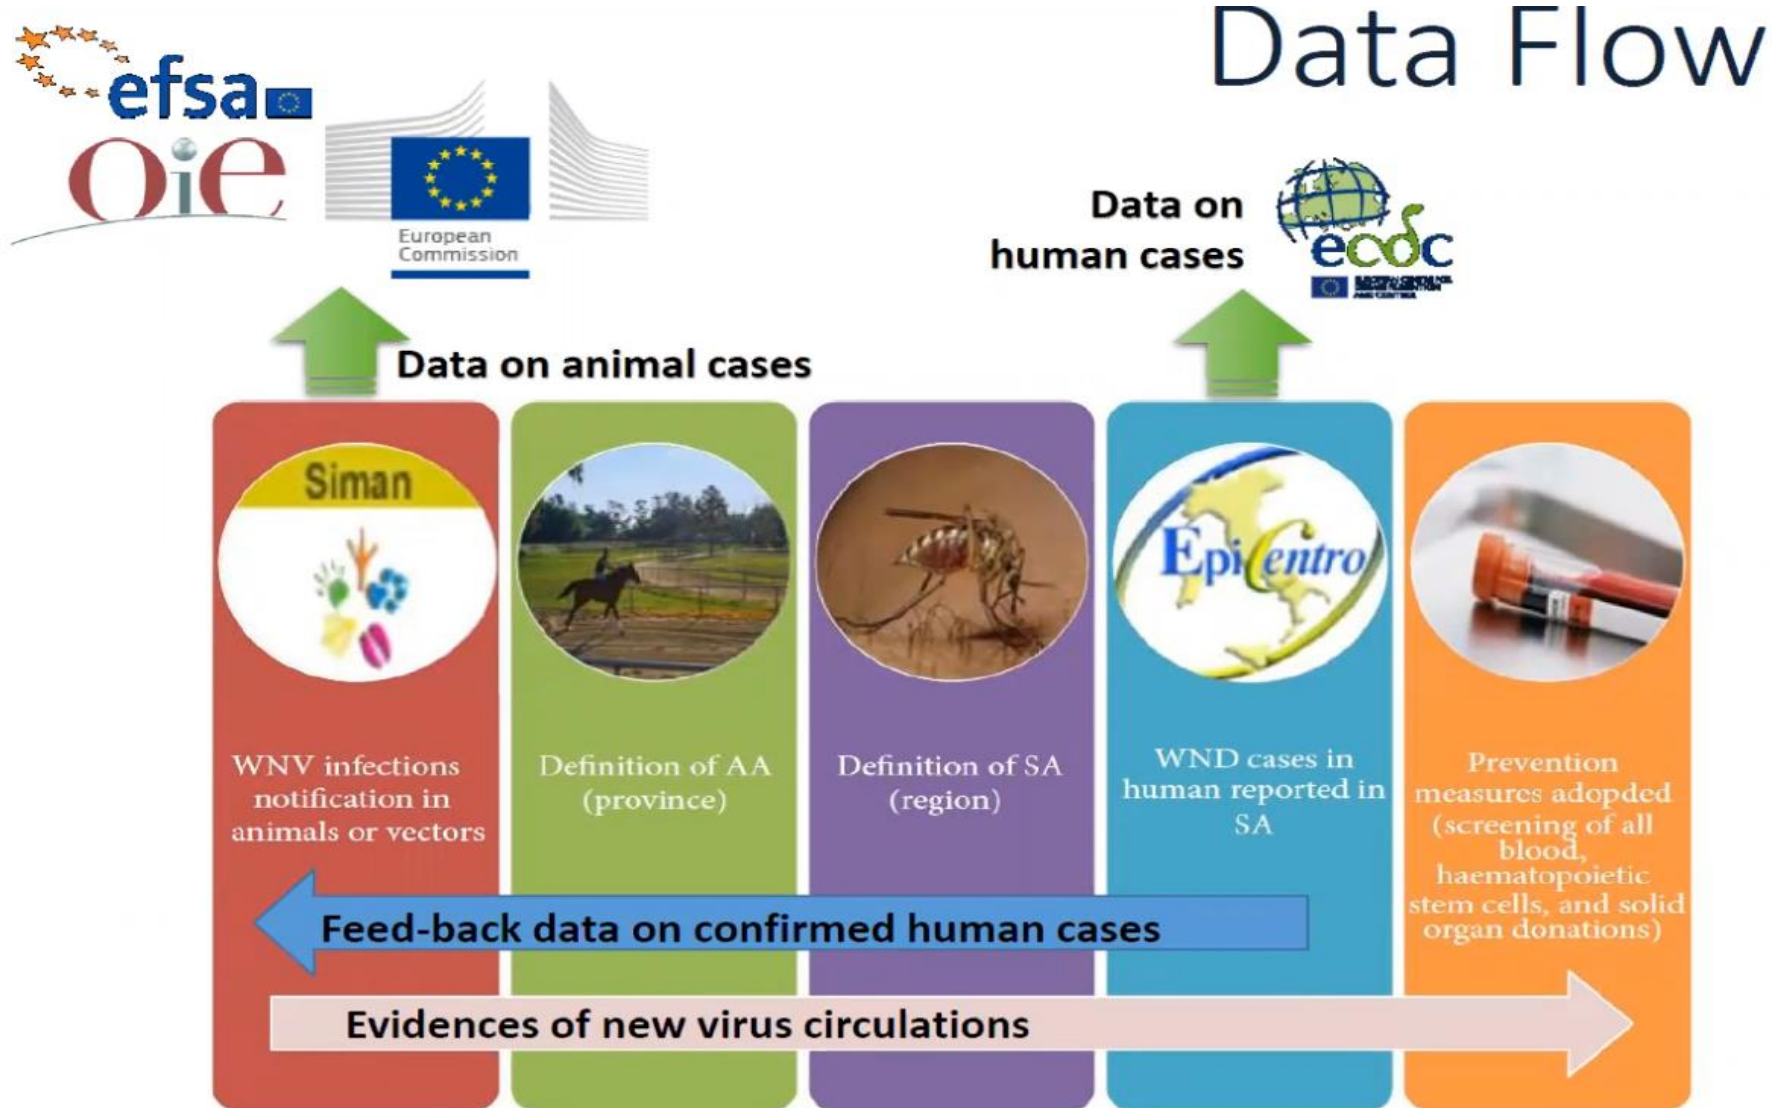 Data Flow
efsa
oie
European
Commission
Data on
human cases
ecdc
Data on animal cases
Siman
WNV infections
notification in
animals or vectors
Definition of AA
(province)
Definition of SA
(region)
EpiCentro
WND cases in
human reported in
SA
Prevention
measures adopded
(screening of all
blood,
haematopoietic
stem cells, and solid
organ donations)
Feed-back data on confirmed human cases
Evidences of new virus circulations